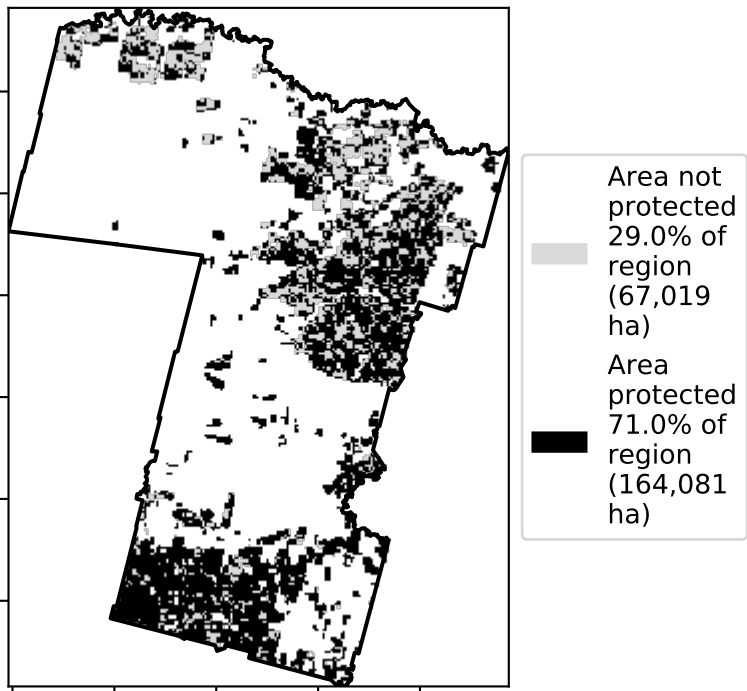 Area not
protected
29.0% of
region
(67,019
ha)
Area
protected
71.0% of
region
(164,081
ha)